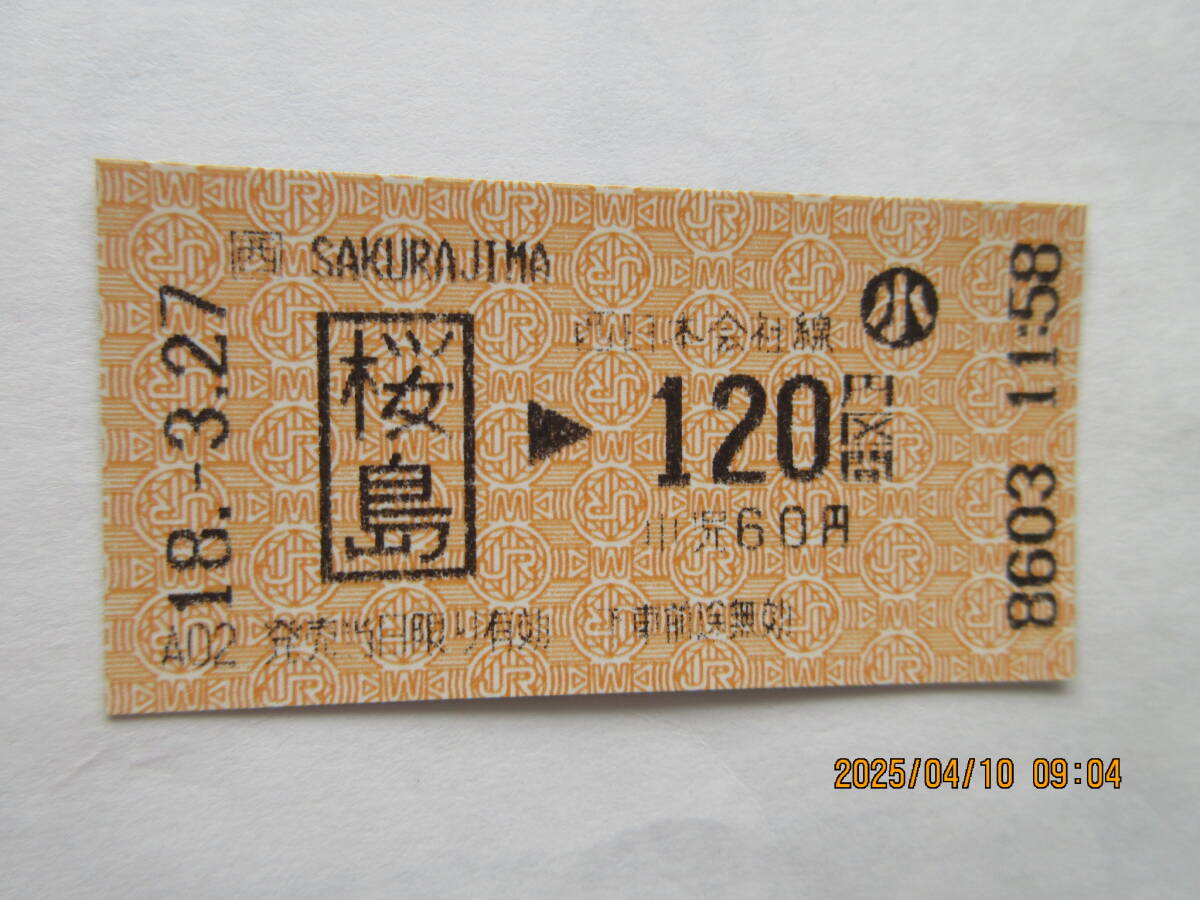 西 SAKURAJIMA
小
18.-3.27
桜島
西日本会社線
▶ 120円区間
小児60円
A02
発売当日限り有効 下車前途無効
8603 11:58
2025/04/10 09:04